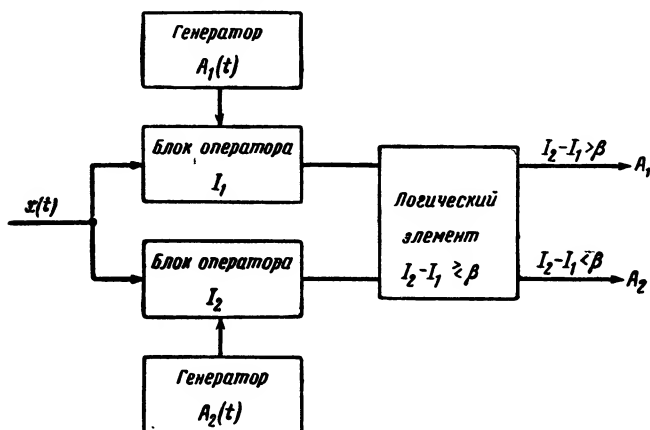 Генератор
A₁(t)
Блок оператора
I₁
x(t)
Блок оператора
I₂
Генератор
A₂(t)
Логический
элемент
I₂-I₁ ≷ β
I₂-I₁>β
A₁
I₂-I₁<β
A₂